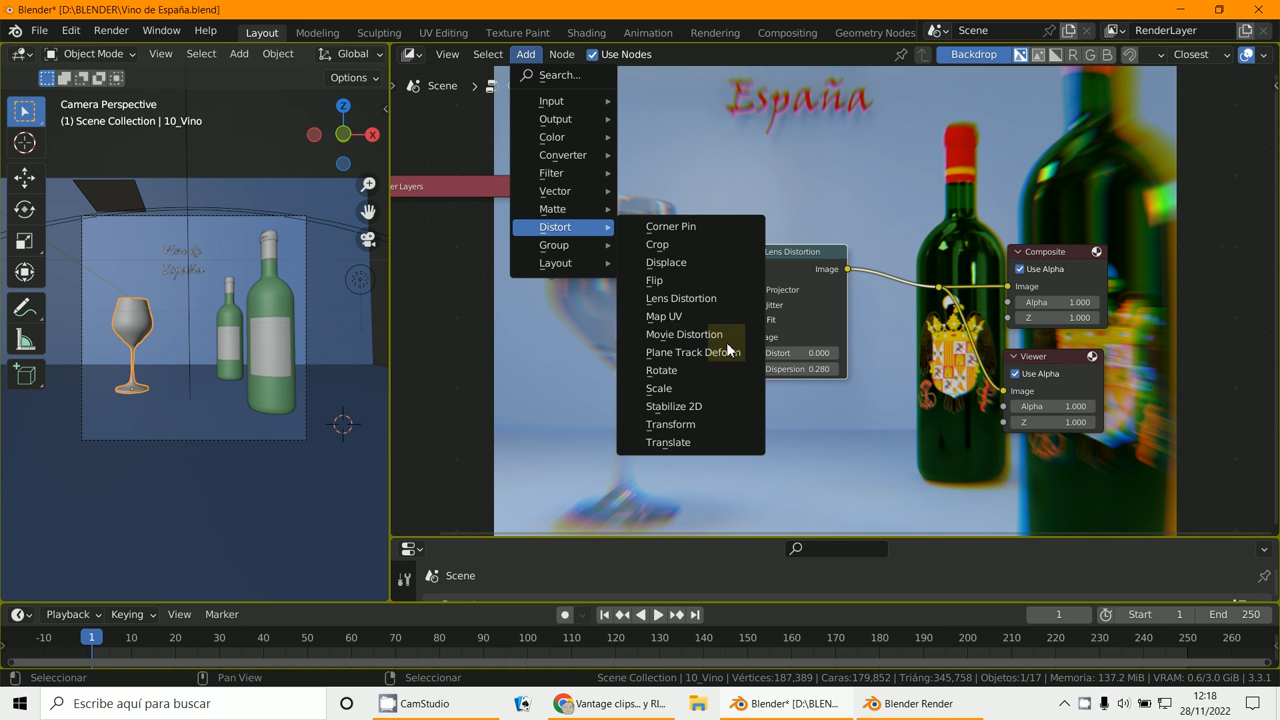 Blender* [D:\BLENDER\Vino de España.blend]
File Edit Render Window Help
Layout Modeling Sculpting UV Editing Texture Paint Shading Animation Rendering Compositing Geometry Nodes
Scene RenderLayer
Object Mode View Select Add Object Global
View Select Add Node Use Nodes Backdrop R G B Closest
Options
Camera Perspective
(1) Scene Collection | 10_Vino
Z
X
Vino de
España
Scene
España
er Layers
Search...
Input
Output
Color
Converter
Filter
Vector
Matte
Distort
Group
Layout
Corner Pin
Crop
Displace
Flip
Lens Distortion
Map UV
Movie Distortion
Plane Track Deform
Rotate
Scale
Stabilize 2D
Transform
Translate
Lens Distortion
Image
Projector
Jitter
Fit
age
Distort 0.000
Dispersion 0.280
Composite
Use Alpha
Image
Alpha 1.000
Z 1.000
Viewer
Use Alpha
Image
Alpha 1.000
Z 1.000
Scene
Playback Keying View Marker
1 Start 1 End 250
-10 1 10 20 30 40 50 60 70 80 90 100 110 120 130 140 150 160 170 180 190 200 210 220 230 240 250 260
Seleccionar Pan View Seleccionar
Scene Collection | 10_Vino | Vértices:187,389 | Caras:179,852 | Triáng:345,758 | Objetos:1/17 | Memoria: 137.2 MiB | VRAM: 0.6/3.0 GiB | 3.3.1
Escribe aquí para buscar
CamStudio
Vantage clips... y RI...
Blender* [D:\BLEN...
Blender Render
12:18
28/11/2022